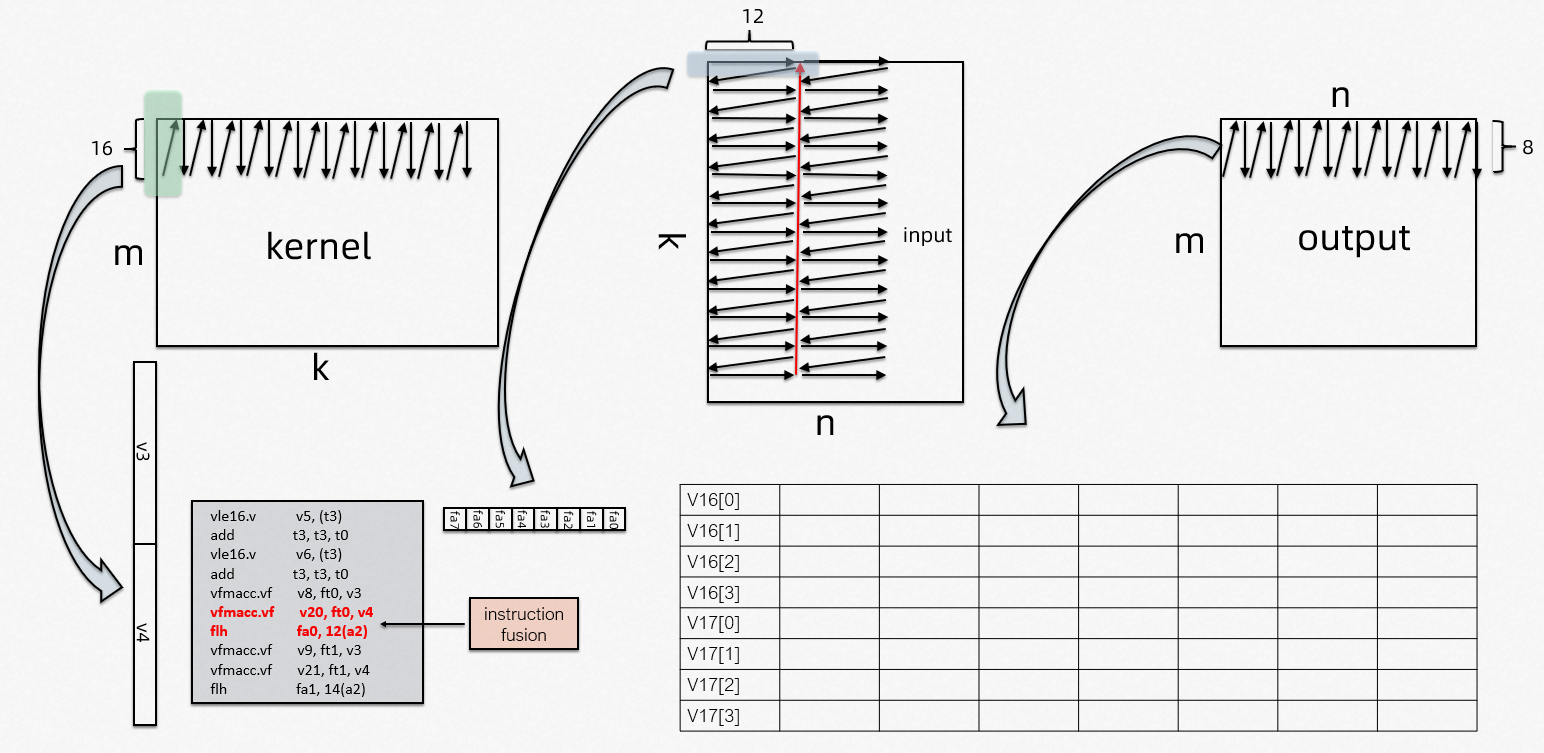 12
16
m
kernel
k
k
input
n
n
8
m
output
v3
v4
vle16.v v5, (t3)
add t3, t3, t0
vle16.v v6, (t3)
add t3, t3, t0
vfmacc.vf v8, ft0, v3
vfmacc.vf v20, ft0, v4
flh fa0, 12(a2)
vfmacc.vf v9, ft1, v3
vfmacc.vf v21, ft1, v4
flh fa1, 14(a2)
instruction
fusion
fa7 fa6 fa5 fa4 fa3 fa2 fa1 fa0
V16[0]
V16[1]
V16[2]
V16[3]
V17[0]
V17[1]
V17[2]
V17[3]